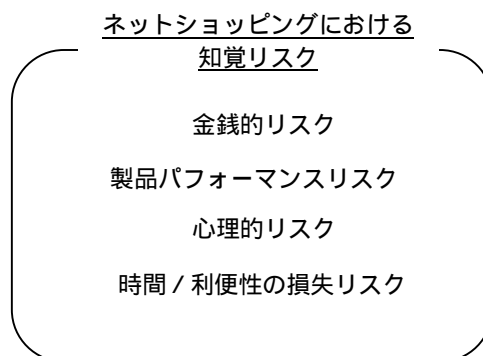 ネットショッピングにおける
知覚リスク
金銭的リスク
製品パフォーマンスリスク
心理的リスク
時間 / 利便性の損失リスク